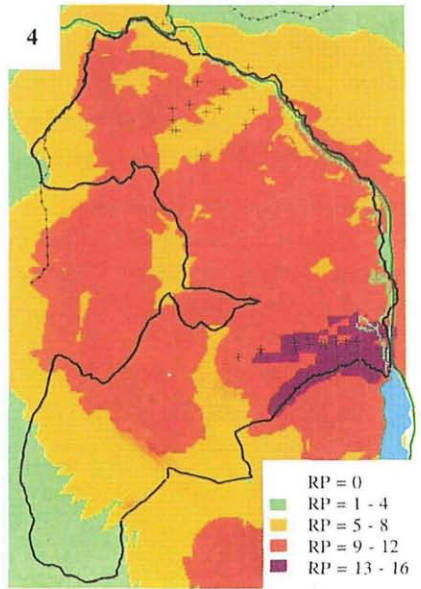 4
RP = 0
RP = 1 - 4
RP = 5 - 8
RP = 9 - 12
RP = 13 - 16